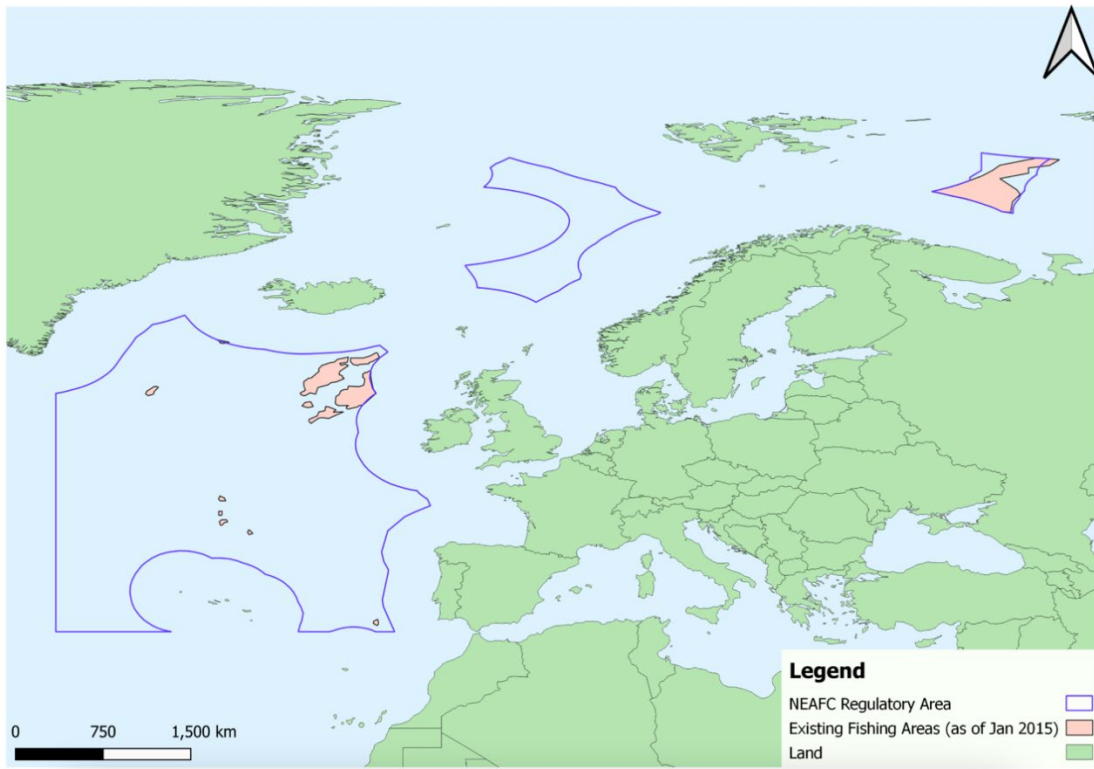 Legend
NEAFC Regulatory Area
Existing Fishing Areas (as of Jan 2015)
Land
0 750 1,500 km